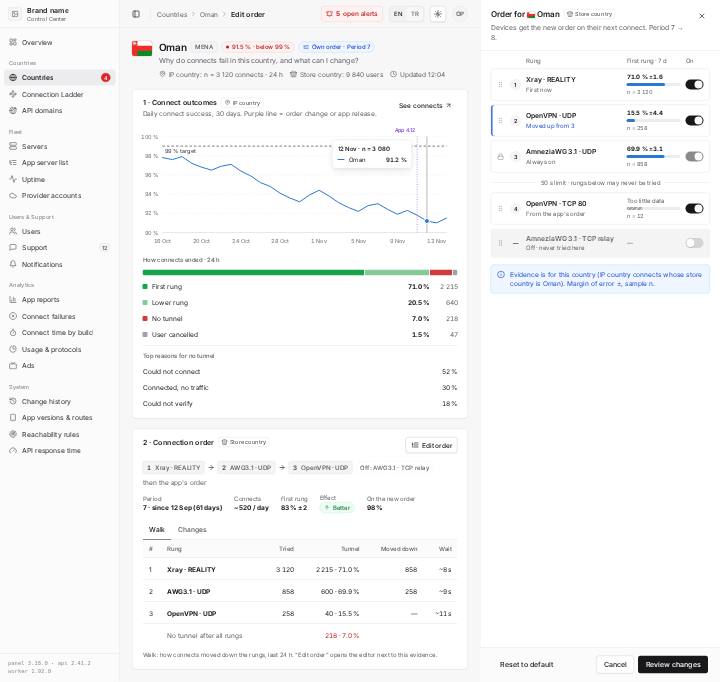 Brand name
Control Center
Overview
Countries
Countries 4
Connection Ladder
API domains
Fleet
Servers
App server list
Uptime
Provider accounts
Users & Support
Users
Support 12
Notifications
Analytics
App reports
Connect failures
Connect time by build
Usage & protocols
Ads
System
Change history
App versions & routes
Reachability rules
API response time
panel 3.18.0 · api 2.41.2
worker 1.92.0
Countries › Oman › Edit order
5 open alerts
EN TR
OP
Oman MENA 91.5 % · below 99 % Own order · Period 7
Why do connects fail in this country, and what can I change?
IP country: n = 3 120 connects · 24 h Store country: 9 840 users Updated 12:04
1 · Connect outcomes IP country
See connects
Daily connect success, 30 days. Purple line = order change or app release.
App 4.12
100 %
99 % target
98 %
96 %
94 %
92 %
90 %
12 Nov · n = 3 080
Oman 91.2 %
16 Oct 20 Oct 24 Oct 28 Oct 1 Nov 5 Nov 9 Nov 13 Nov
How connects ended · 24 h
First rung 71.0 % 2 215
Lower rung 20.5 % 640
No tunnel 7.0 % 218
User cancelled 1.5 % 47
Top reasons for no tunnel
Could not connect 52 %
Connected, no traffic 30 %
Could not verify 18 %
2 · Connection order Store country
Edit order
1 Xray · REALITY → 2 AWG3.1 · UDP → 3 OpenVPN · UDP Off: AWG3.1 · TCP relay
then the app's order
Period Connects First rung Effect On the new order
7 · since 12 Sep (61 days) ~520 / day 83 % ±2 Better 98 %
Walk Changes
# Rung Tried Tunnel Moved down Wait
1 Xray · REALITY 3 120 2 215 · 71.0 % 858 ~8 s
2 AWG3.1 · UDP 858 600 · 69.9 % 258 ~9 s
3 OpenVPN · UDP 258 40 · 15.5 % — ~11 s
No tunnel after all rungs 218 · 7.0 %
Walk: how connects moved down the rungs, last 24 h. "Edit order" opens the editor next to this evidence.
Order for Oman Store country
Devices get the new order on their next connect. Period 7 →
8.
Rung First rung · 7 d On
1 Xray · REALITY 71.0 % ±1.6
First now
n = 3 120
2 OpenVPN · UDP 15.5 % ±4.4
Moved up from 3
n = 258
3 AmneziaWG 3.1 · UDP 69.9 % ±3.1
Always on
n = 858
50 s limit · rungs below may never be tried
4 OpenVPN · TCP 80 Too little data
From the app's order
n = 12
— AmneziaWG 3.1 · TCP relay —
Off · never tried here
Evidence is for this country (IP country connects whose store
country is Oman). Margin of error ±, sample n.
Reset to default Cancel Review changes